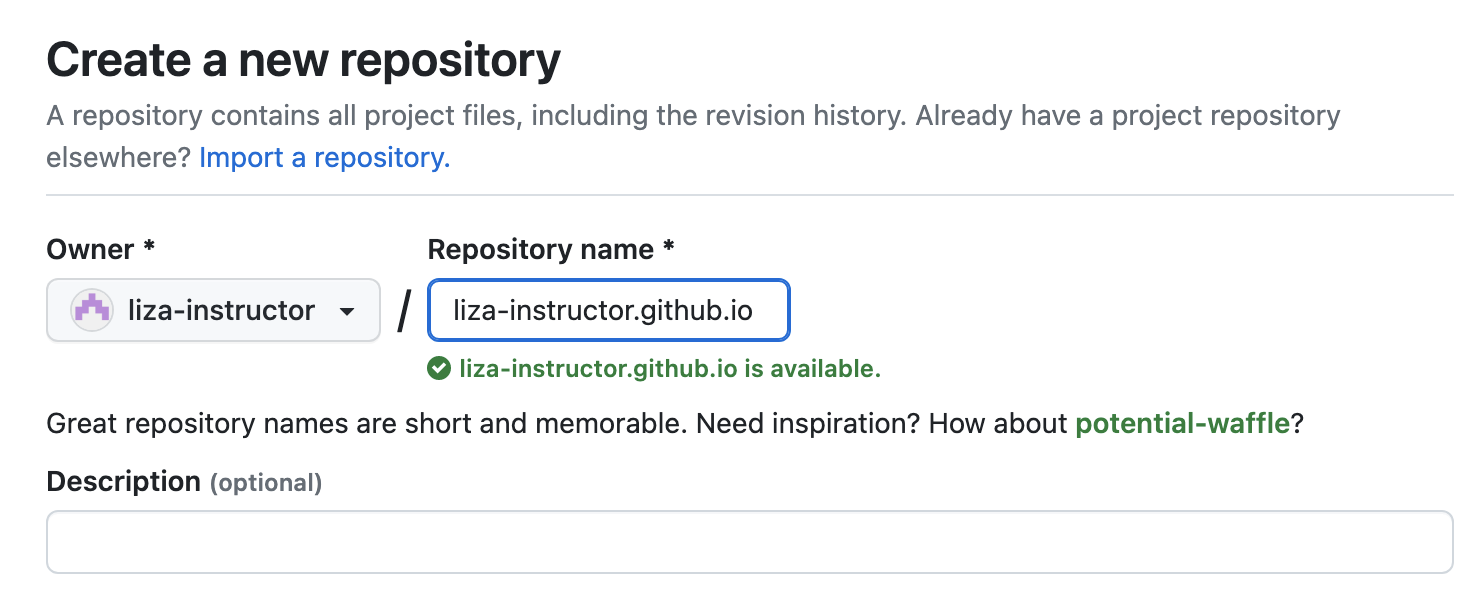 Create a new repository
A repository contains all project files, including the revision history. Already have a project repository
elsewhere? Import a repository.
Owner * Repository name *
liza-instructor / liza-instructor.github.io
liza-instructor.github.io is available.
Great repository names are short and memorable. Need inspiration? How about potential-waffle?
Description (optional)